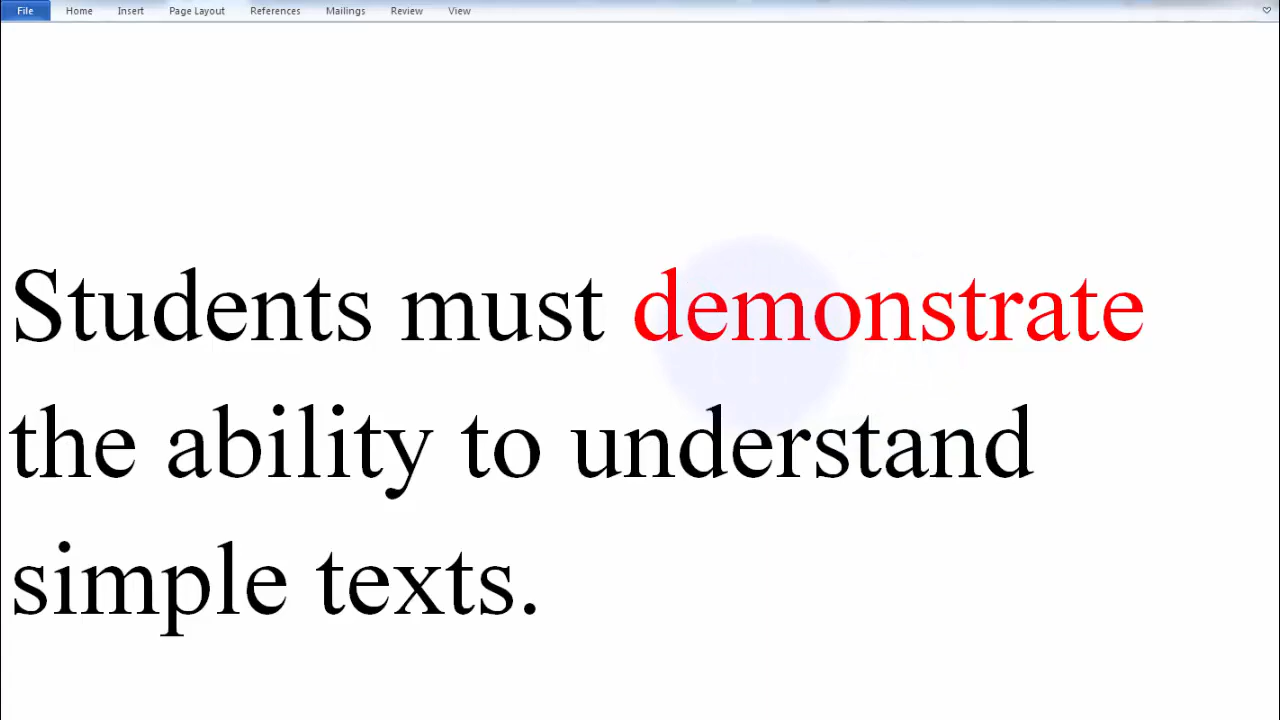 File Home Insert Page Layout References Mailings Review View
Students must demonstrate
the ability to understand
simple texts.